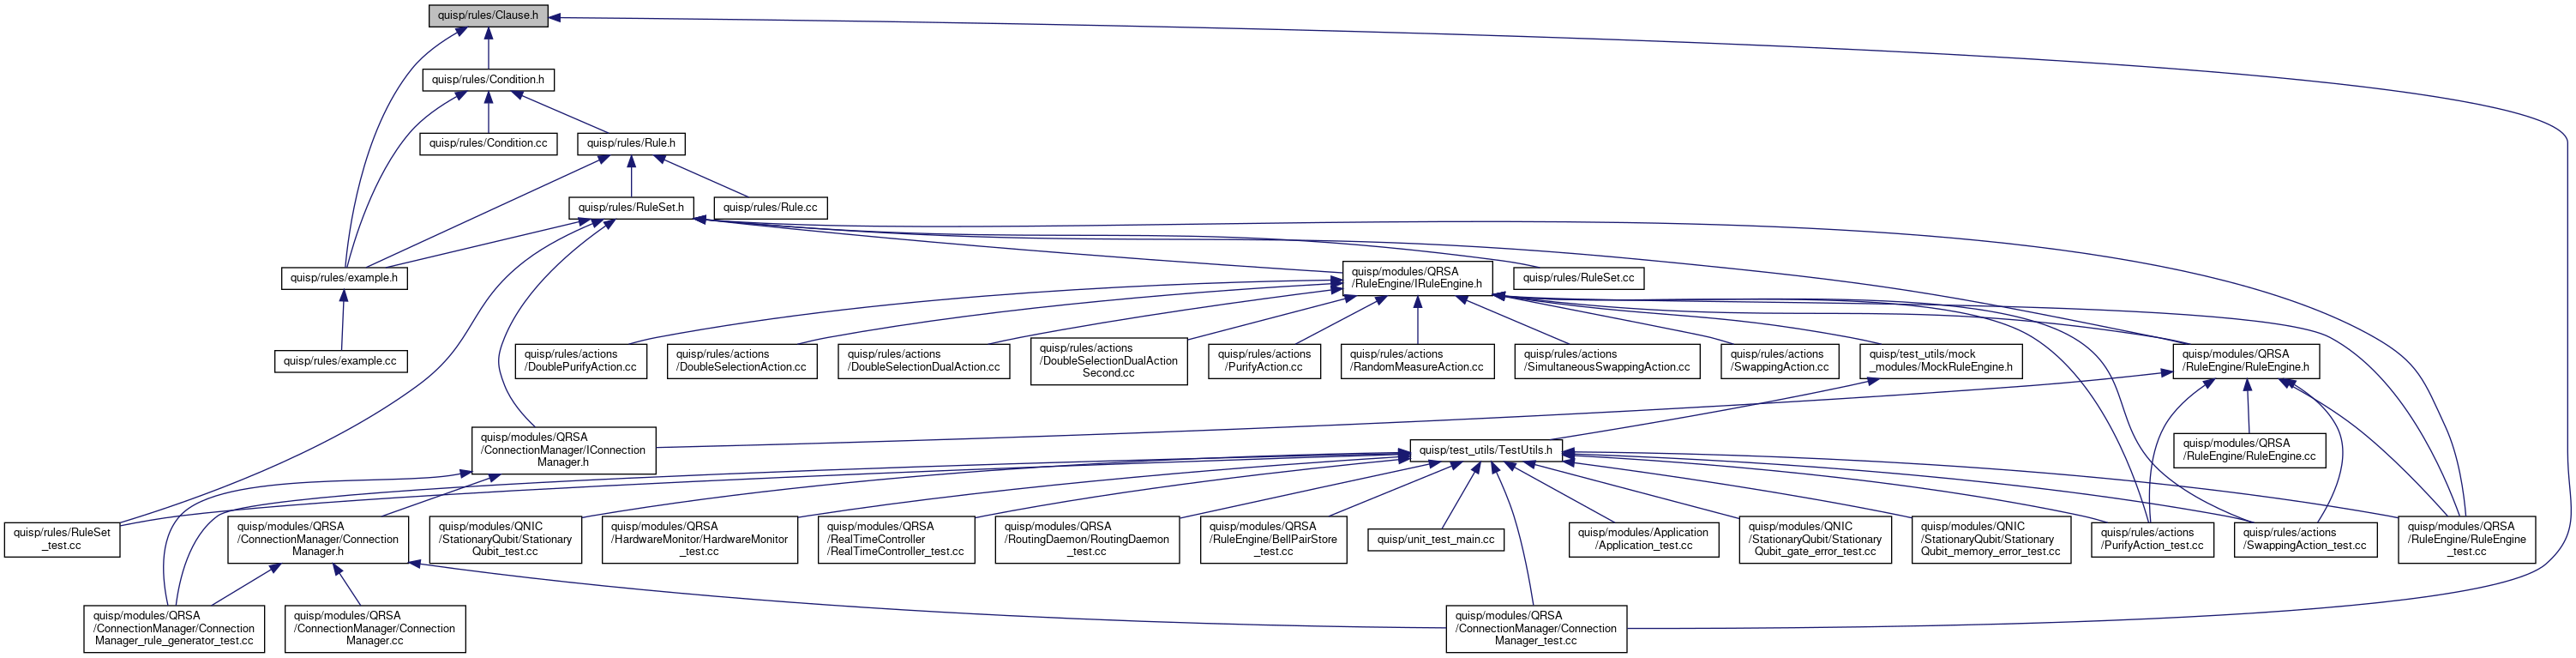 quisp/rules/Clause.h
quisp/rules/Condition.h
quisp/rules/Condition.cc
quisp/rules/Rule.h
quisp/rules/RuleSet.h
quisp/rules/Rule.cc
quisp/rules/example.h
quisp/modules/QRSA
/RuleEngine/IRuleEngine.h
quisp/rules/RuleSet.cc
quisp/rules/example.cc
quisp/rules/actions
/DoublePurifyAction.cc
quisp/rules/actions
/DoubleSelectionAction.cc
quisp/rules/actions
/DoubleSelectionDualAction.cc
quisp/rules/actions
/DoubleSelectionDualAction
Second.cc
quisp/rules/actions
/PurifyAction.cc
quisp/rules/actions
/RandomMeasureAction.cc
quisp/rules/actions
/SimultaneousSwappingAction.cc
quisp/rules/actions
/SwappingAction.cc
quisp/test_utils/mock
_modules/MockRuleEngine.h
quisp/modules/QRSA
/RuleEngine/RuleEngine.h
quisp/modules/QRSA
/ConnectionManager/IConnection
Manager.h
quisp/test_utils/TestUtils.h
quisp/modules/QRSA
/RuleEngine/RuleEngine.cc
quisp/rules/RuleSet
_test.cc
quisp/modules/QRSA
/ConnectionManager/Connection
Manager.h
quisp/modules/QNIC
/StationaryQubit/Stationary
Qubit_test.cc
quisp/modules/QRSA
/HardwareMonitor/HardwareMonitor
_test.cc
quisp/modules/QRSA
/RealTimeController
/RealTimeController_test.cc
quisp/modules/QRSA
/RoutingDaemon/RoutingDaemon
_test.cc
quisp/modules/QRSA
/RuleEngine/BellPairStore
_test.cc
quisp/unit_test_main.cc
quisp/modules/Application
/Application_test.cc
quisp/modules/QNIC
/StationaryQubit/Stationary
Qubit_gate_error_test.cc
quisp/modules/QNIC
/StationaryQubit/Stationary
Qubit_memory_error_test.cc
quisp/rules/actions
/PurifyAction_test.cc
quisp/rules/actions
/SwappingAction_test.cc
quisp/modules/QRSA
/RuleEngine/RuleEngine
_test.cc
quisp/modules/QRSA
/ConnectionManager/Connection
Manager_rule_generator_test.cc
quisp/modules/QRSA
/ConnectionManager/Connection
Manager.cc
quisp/modules/QRSA
/ConnectionManager/Connection
Manager_test.cc